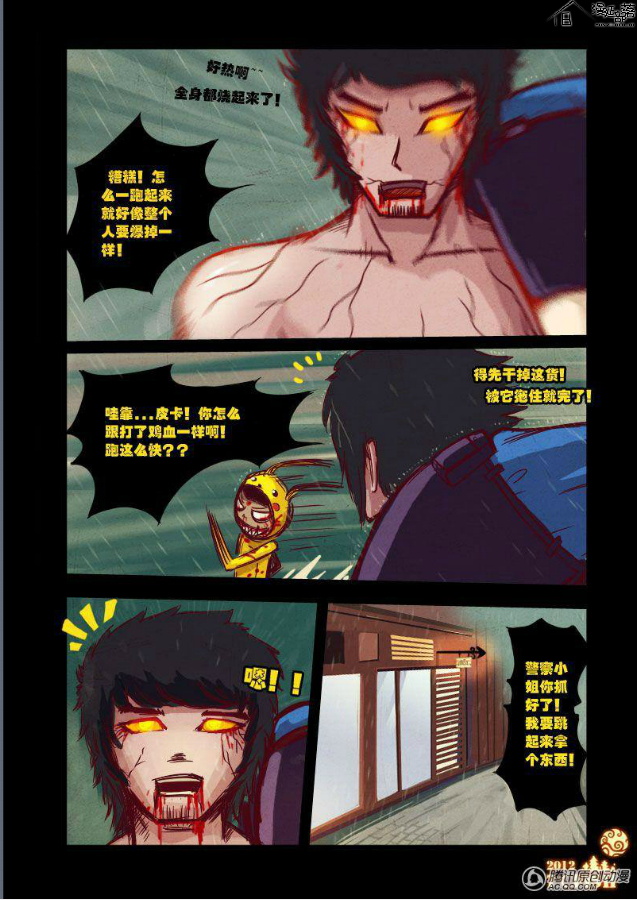 好热啊~~
全身都烧起来了！
糟糕！怎
么一跑起来
就好像整个
人要爆掉一
样！
得先干掉这货！
被它拖住就完了！
哇靠...皮卡！你怎么
跟打了鸡血一样啊！
跑这么快？？
嗯！！
警察小
姐你抓
好了！
我要跳
起来拿
个东西！
2012
腾讯原创动漫
AC.QQ.COM